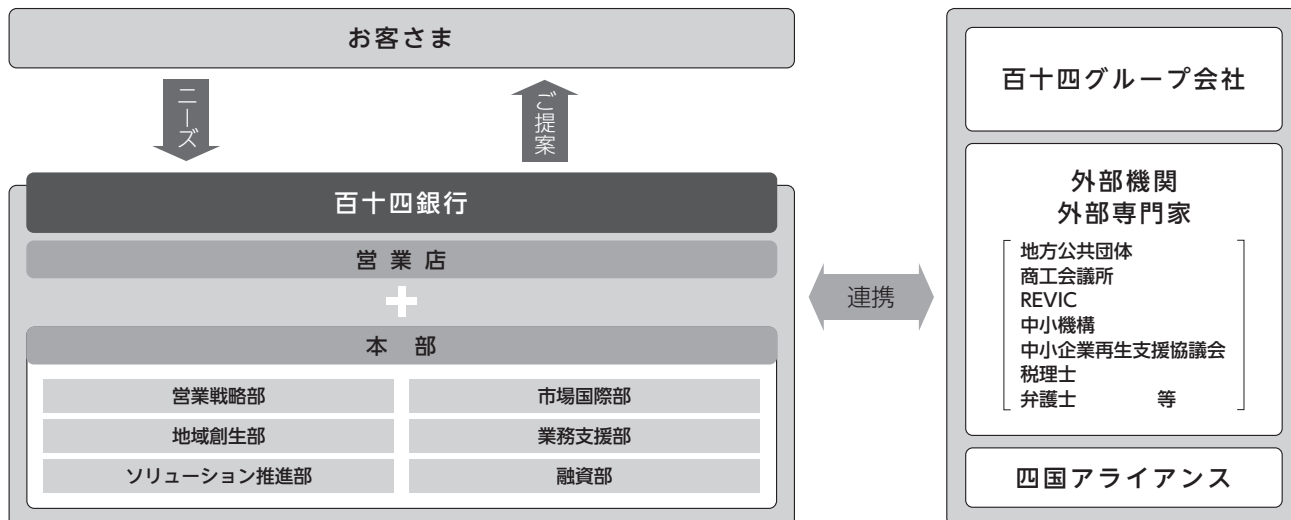 お客さま
ニーズ
ご提案
百十四銀行
営業店
本部
営業戦略部
市場国際部
地域創生部
業務支援部
ソリューション推進部
融資部
連携
百十四グループ会社
外部機関
外部専門家
地方公共団体
商工会議所
REVIC
中小機構
中小企業再生支援協議会
税理士
弁護士 等
四国アライアンス